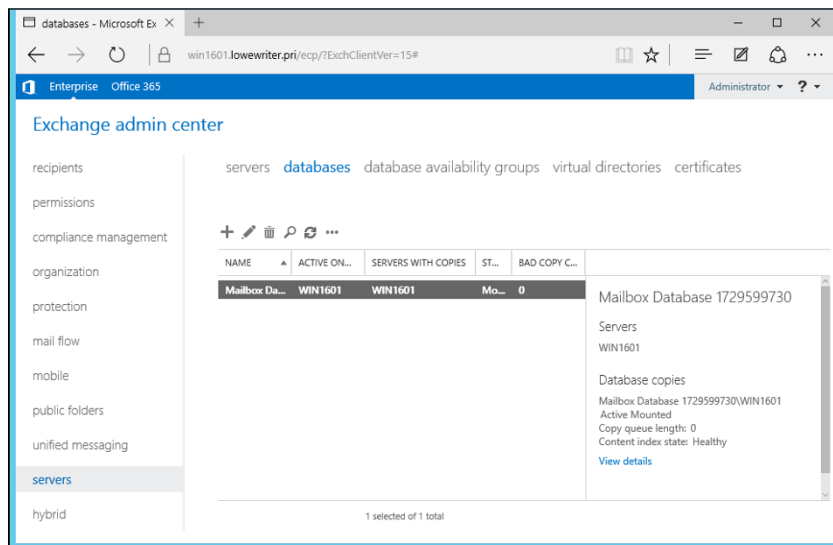 databases - Microsoft Ex
win1601.lowewriter.pri/ecp/?ExchClientVer=15#
Enterprise Office 365
Administrator ?
Exchange admin center
recipients
permissions
compliance management
organization
protection
mail flow
mobile
public folders
unified messaging
servers
hybrid
servers databases database availability groups virtual directories certificates
NAME ACTIVE ON... SERVERS WITH COPIES ST... BAD COPY C...
Mailbox Da... WIN1601 WIN1601 Mo... 0
1 selected of 1 total
Mailbox Database 1729599730
Servers
WIN1601
Database copies
Mailbox Database 1729599730\WIN1601
Active Mounted
Copy queue length: 0
Content index state: Healthy
View details